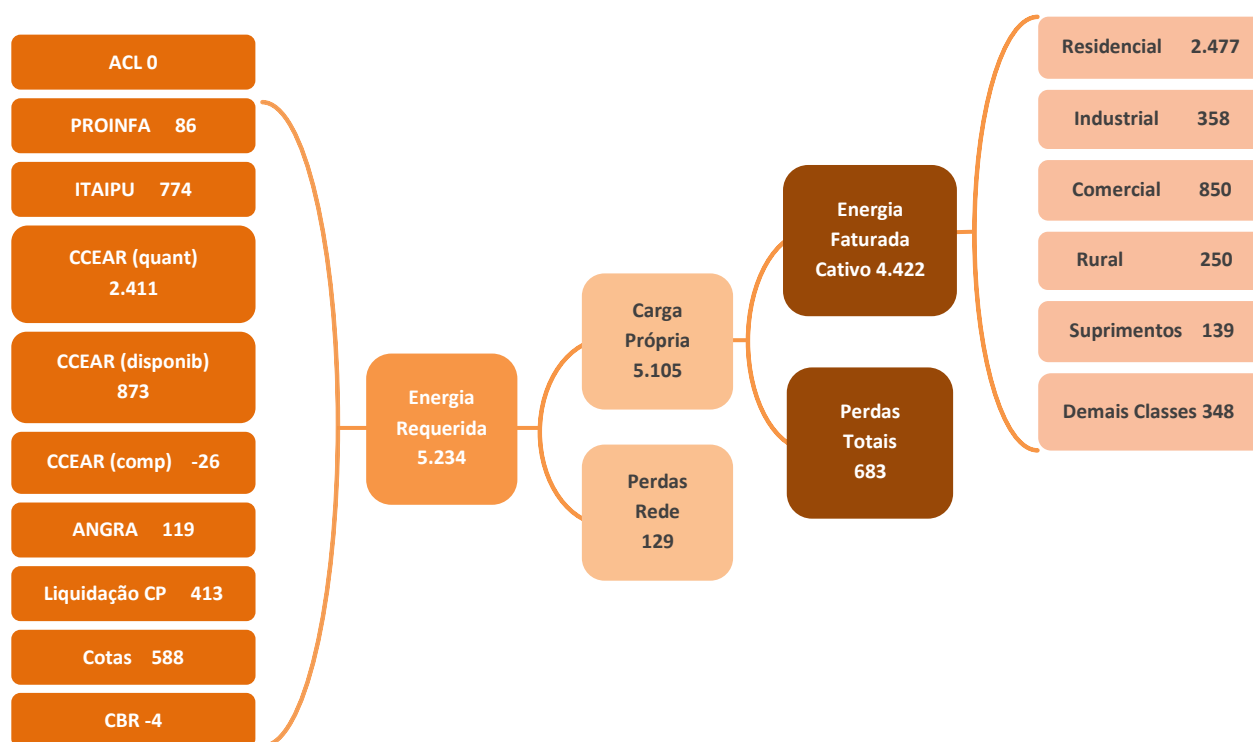 ACL 0
PROINFA 86
ITAIPU 774
CCEAR (quant)
2.411
CCEAR (disponib)
873
CCEAR (comp) -26
ANGRA 119
Liquidação CP 413
Cotas 588
CBR -4
Energia
Requerida
5.234
Carga
Própria
5.105
Perdas
Rede
129
Energia
Faturada
Cativo 4.422
Perdas
Totais
683
Residencial 2.477
Industrial 358
Comercial 850
Rural 250
Suprimentos 139
Demais Classes 348